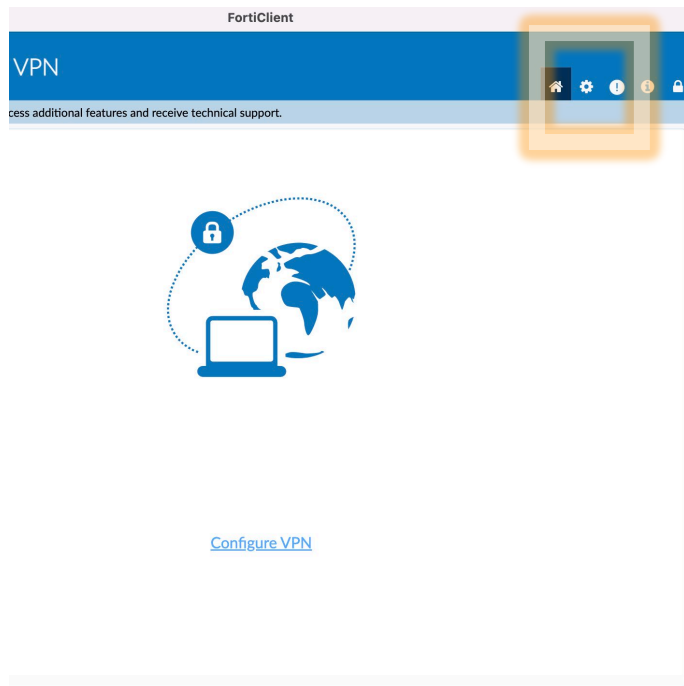 FortiClient
VPN
cess additional features and receive technical support.
Configure VPN